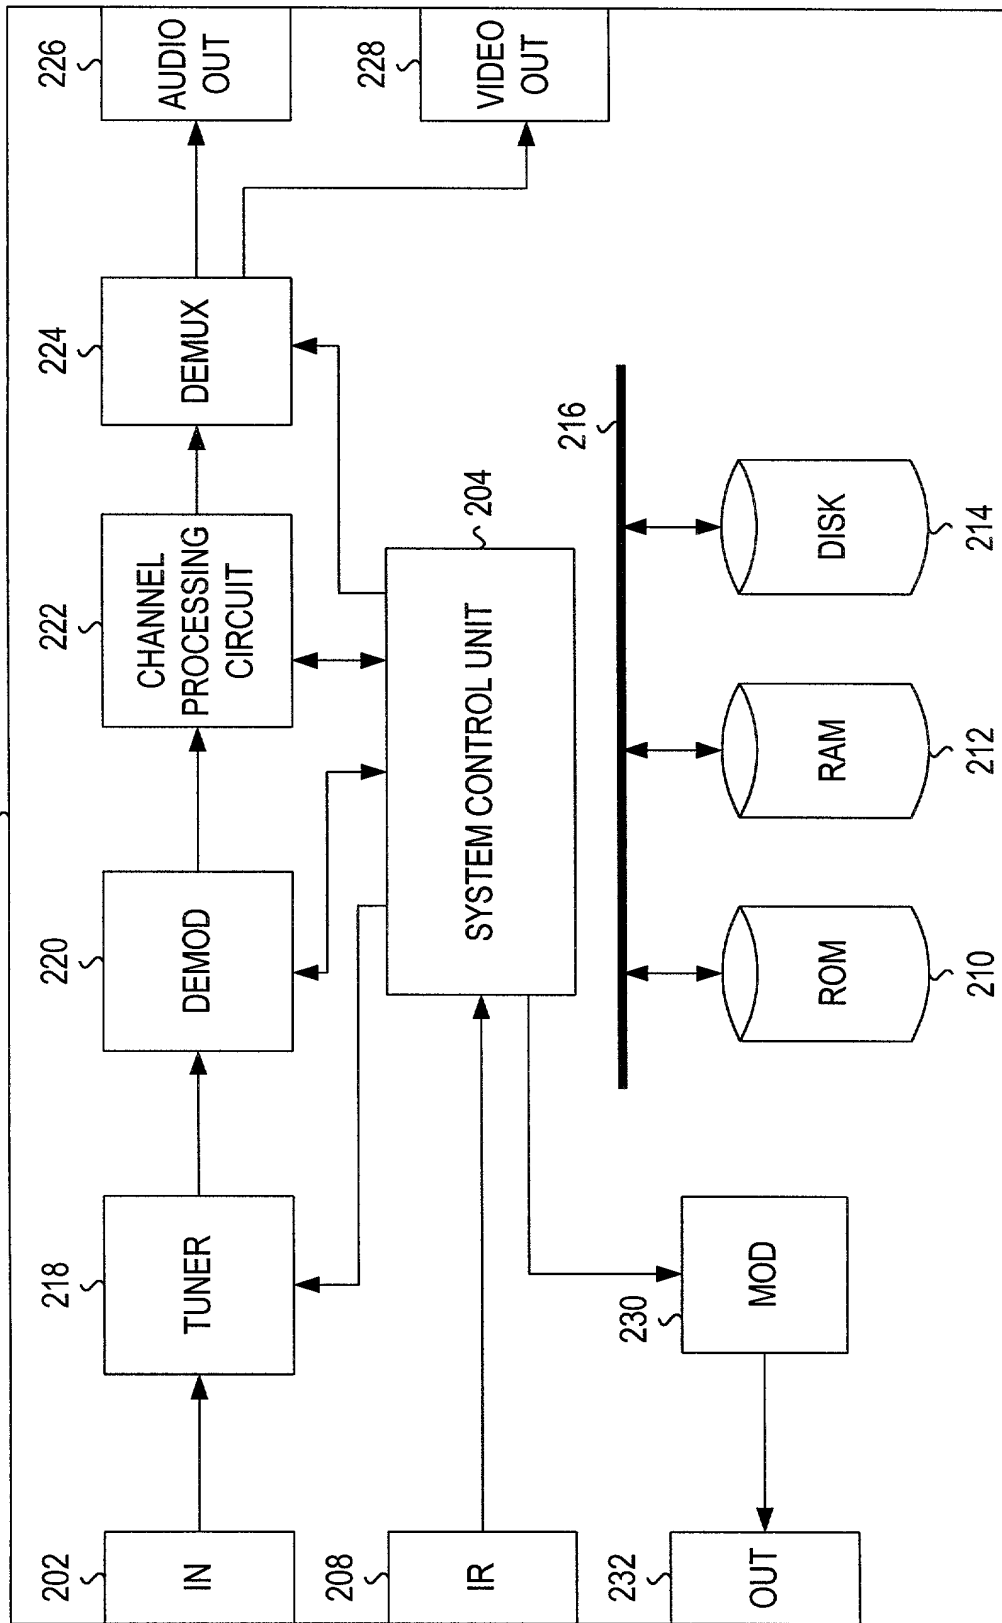 202
IN
218
TUNER
220
DEMOD
222
CHANNEL
PROCESSING
CIRCUIT
224
DEMUX
226
AUDIO
OUT
228
VIDEO
OUT
208
IR
SYSTEM CONTROL UNIT
204
216
232
OUT
230
MOD
ROM
210
RAM
212
DISK
214